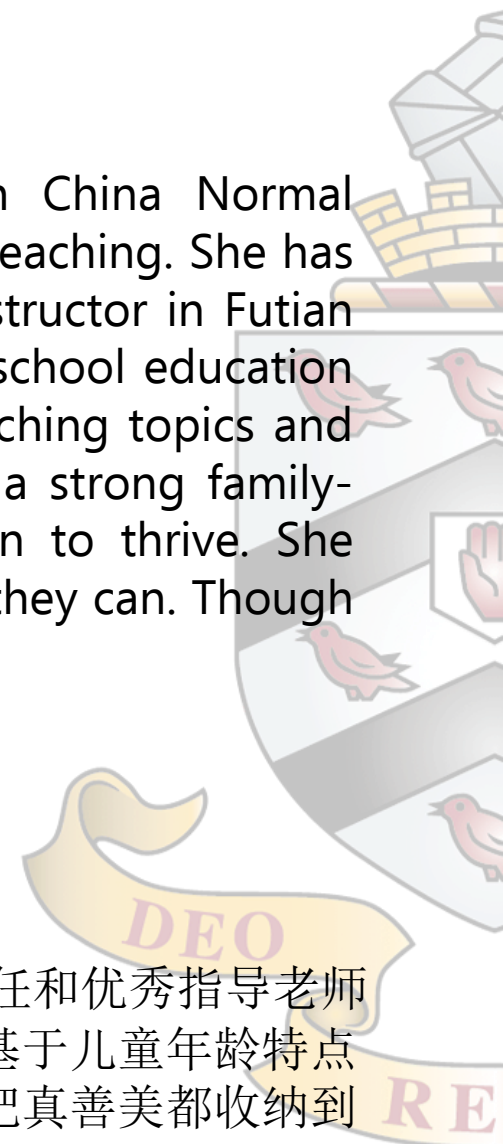 China Normal
eaching. She has
structor in Futian
school education
ching topics and
a strong family-
n to thrive. She
they can. Though
DEO
任和优秀指导老师
基于儿童年龄特点
把真善美都收纳到
RE